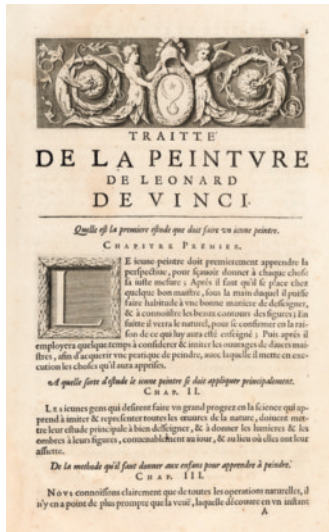 TRAITTÉ
DE LA PEINTVRE
DE LEONARD
DE VINCI.
Quelle est la premiere estude que doit faire vn ieune peintre.
CHAPITRE PREMIER.
LE ieune peintre doit premierement apprendre la
perspectiue, pour sçauoir donner à chaque chose
sa iuste mesure ; Après il faut qu'il se place chez
quelque bon maistre, sous la main duquel il puisse
faire habitude à vne bonne maniere de desseigner,
& à connoistre les beaux contours des figures ; En
suitte il verra le naturel, pour se confirmer en la rai-
son de ce qui luy aura esté enseigné ; Puis après il
employera quelque temps à considerer & imiter les ouurages de diuers mai-
stres, afin d'acquerir vne pratique de peindre, auec laquelle il mette en exe-
cution les choses qu'il aura apprises.
A quelle sorte d'estude le ieune peintre se doit appliquer principalement.
CHAP. II.
LES ieunes gens qui desirent faire vn grand progrez en la science qui ap-
prend à imiter & representer toutes les œuures de la nature, doiuent met-
tre leur estude principale à bien desseigner, & à donner les lumieres & les
ombres à leurs figures, conuenablement au iour, & au lieu où elles ont leur
assiette.
De la methode qu'il faut donner aux enfans pour apprendre à peindre.
CHAP. III.
NOVS connoissons clairement que de toutes les operations naturelles, il
n'y en a point de plus prompte que la veuë, laquelle découure en vn instant
A